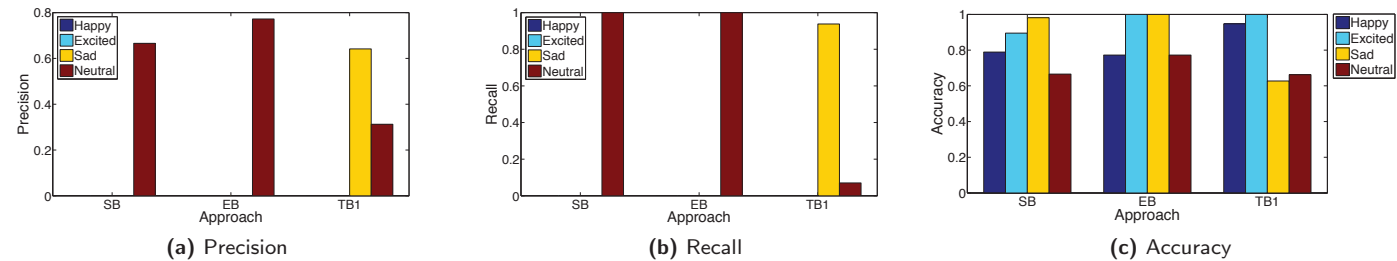 0.8
0.6
0.4
0.2
0
Precision
Happy
Excited
Sad
Neutral
SB
EB
TB1
Approach
(a) Precision
1
0.8
0.6
0.4
0.2
0
Recall
Happy
Excited
Sad
Neutral
SB
EB
TB1
Approach
(b) Recall
1
0.8
0.6
0.4
0.2
0
Accuracy
Happy
Excited
Sad
Neutral
SB
EB
TB1
Approach
(c) Accuracy